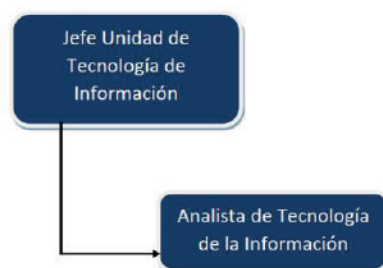 Jefe Unidad de
Tecnología de
Información
Analista de Tecnología
de la Información